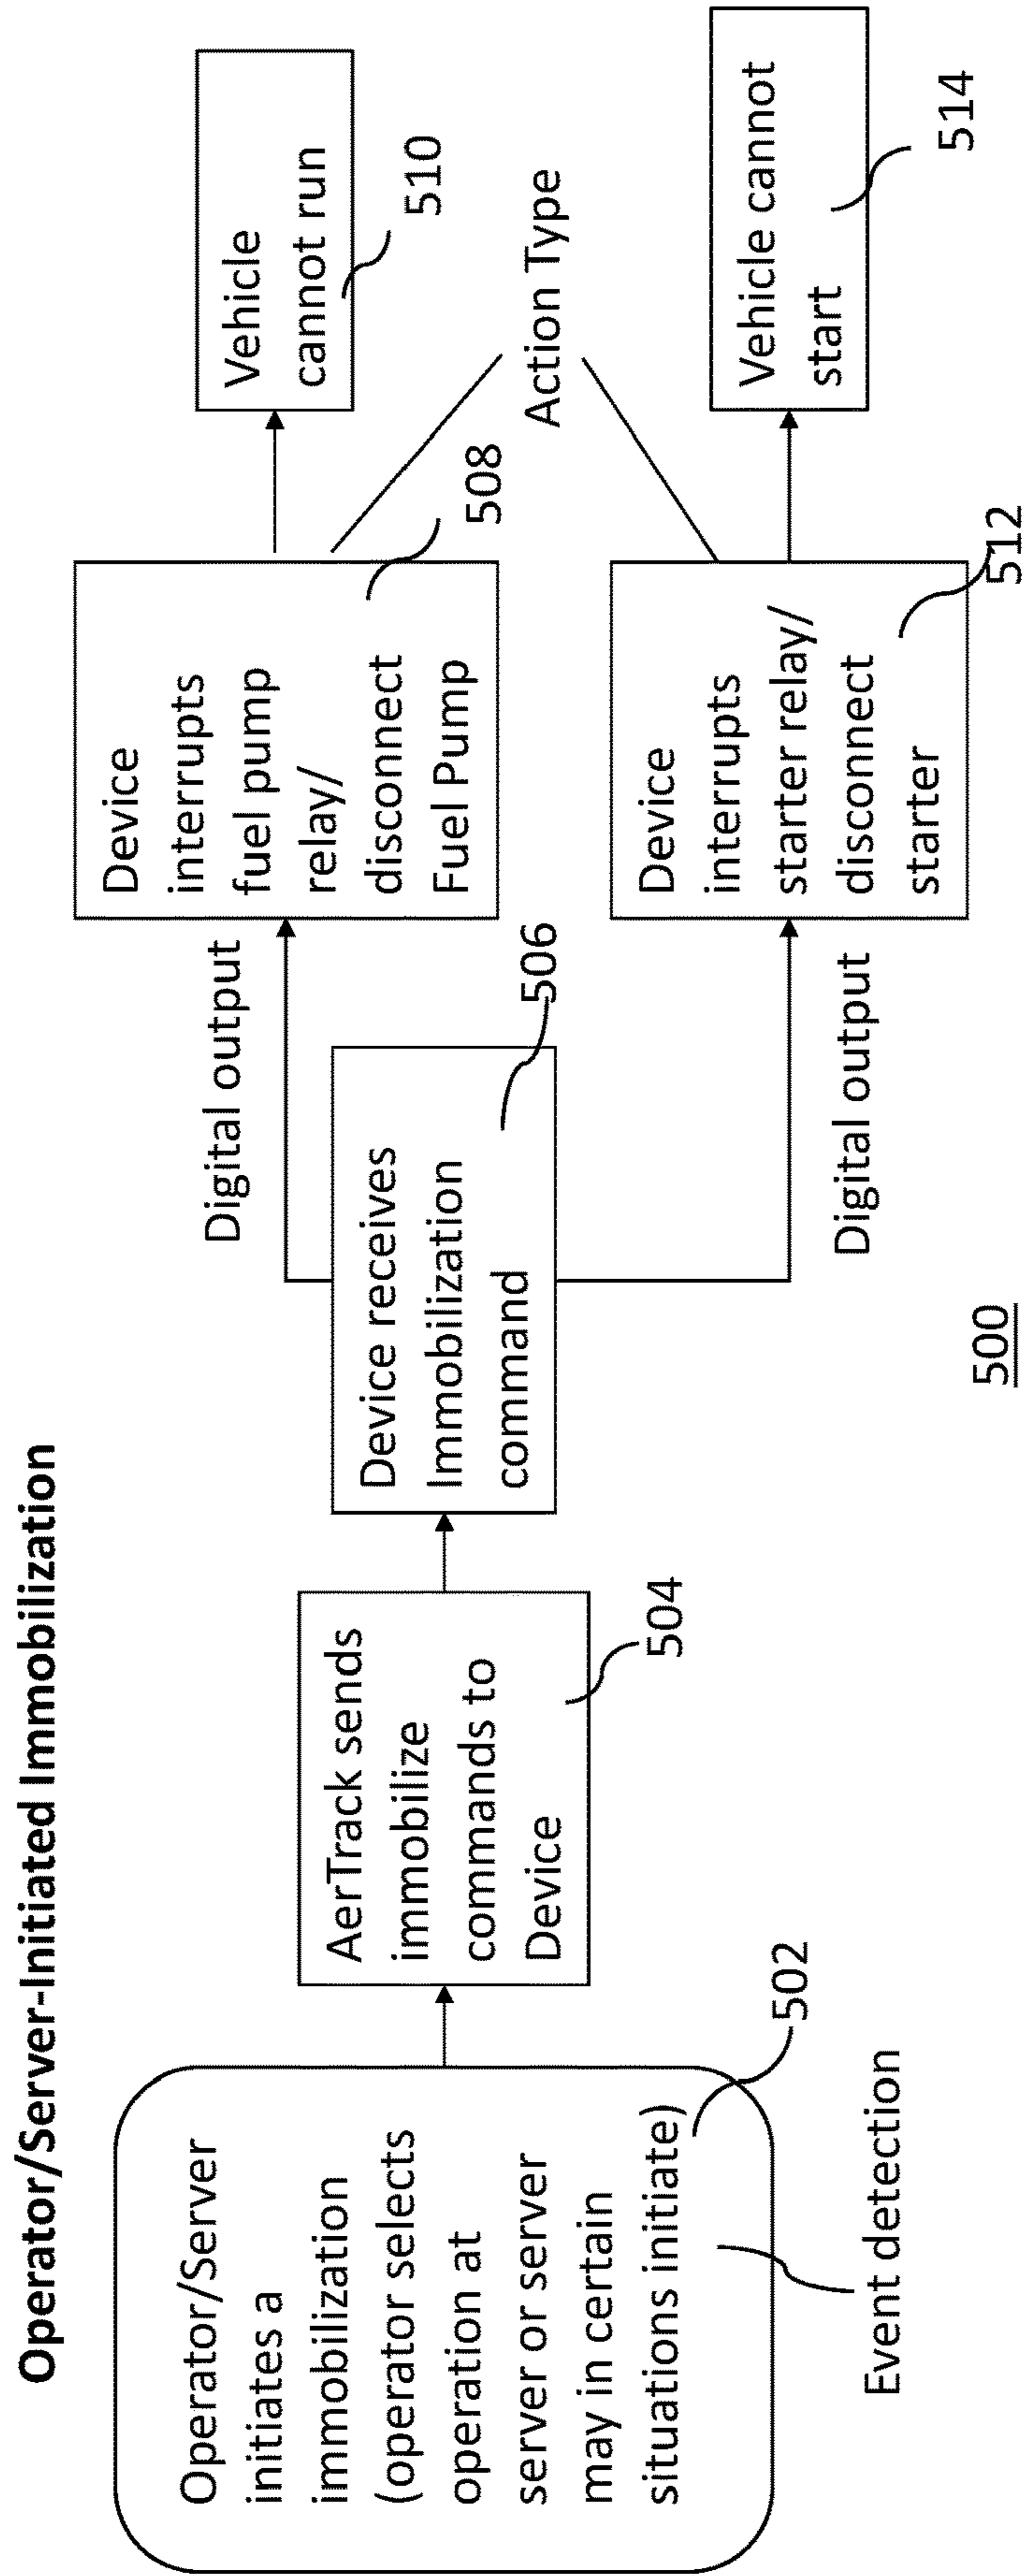 Operator/Server-Initiated Immobilization
Operator/Server
initiates a
immobilization
(operator selects
operation at
server or server
may in certain
situations initiate)
502
Event detection
AerTrack sends
immobilize
commands to
Device
504
Device receives
Immobilization
command
506
Digital output
Digital output
Device
interrupts
fuel pump
relay/
disconnect
Fuel Pump
508
Device
interrupts
starter relay/
disconnect
starter
512
Action Type
Vehicle
cannot run
510
Vehicle cannot
start
514
500